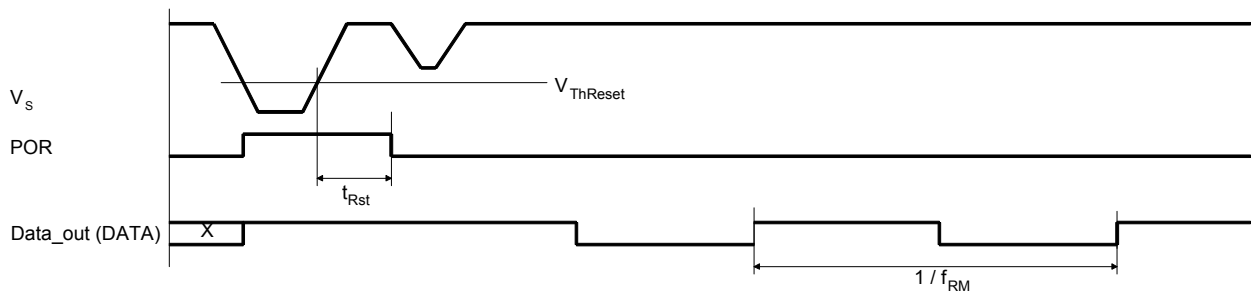 V_ThReset
V_S
POR
t_Rst
Data_out (DATA)
X
1 / f_RM